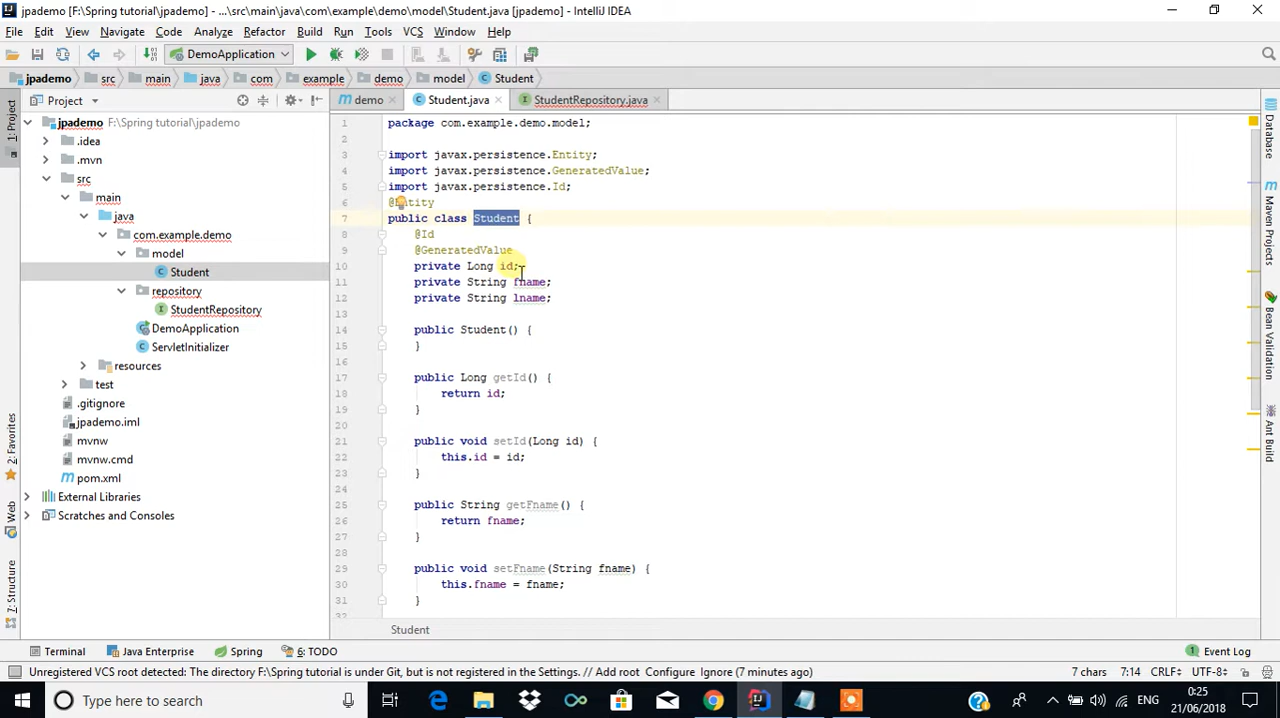 jpademo [F:\Spring tutorial\jpademo] - ...\src\main\java\com\example\demo\model\Student.java [jpademo] - IntelliJ IDEA
File Edit View Navigate Code Analyze Refactor Build Run Tools VCS Window Help
DemoApplication
jpademo src main java com example demo model Student
1: Project
Project
demo Student.java StudentRepository.java
jpademo F:\Spring tutorial\jpademo
.idea
.mvn
src
main
java
com.example.demo
model
Student
repository
StudentRepository
DemoApplication
ServletInitializer
resources
test
.gitignore
jpademo.iml
mvnw
mvnw.cmd
pom.xml
External Libraries
Scratches and Consoles
2: Favorites
Web
7: Structure
1 package com.example.demo.model;
2
3 import javax.persistence.Entity;
4 import javax.persistence.GeneratedValue;
5 import javax.persistence.Id;
6 @Entity
7 public class Student {
8 @Id
9 @GeneratedValue
10 private Long id;
11 private String fname;
12 private String lname;
13
14 public Student() {
15 }
16
17 public Long getId() {
18 return id;
19 }
20
21 public void setId(Long id) {
22 this.id = id;
23 }
24
25 public String getFname() {
26 return fname;
27 }
28
29 public void setFname(String fname) {
30 this.fname = fname;
31 }
Student
Database
Maven Projects
Bean Validation
Ant Build
Terminal Java Enterprise Spring 6: TODO Event Log
Unregistered VCS root detected: The directory F:\Spring tutorial is under Git, but is not registered in the Settings. // Add root Configure Ignore (7 minutes ago) 7 chars 7:14 CRLF UTF-8
Type here to search
ENG
0:25
21/06/2018